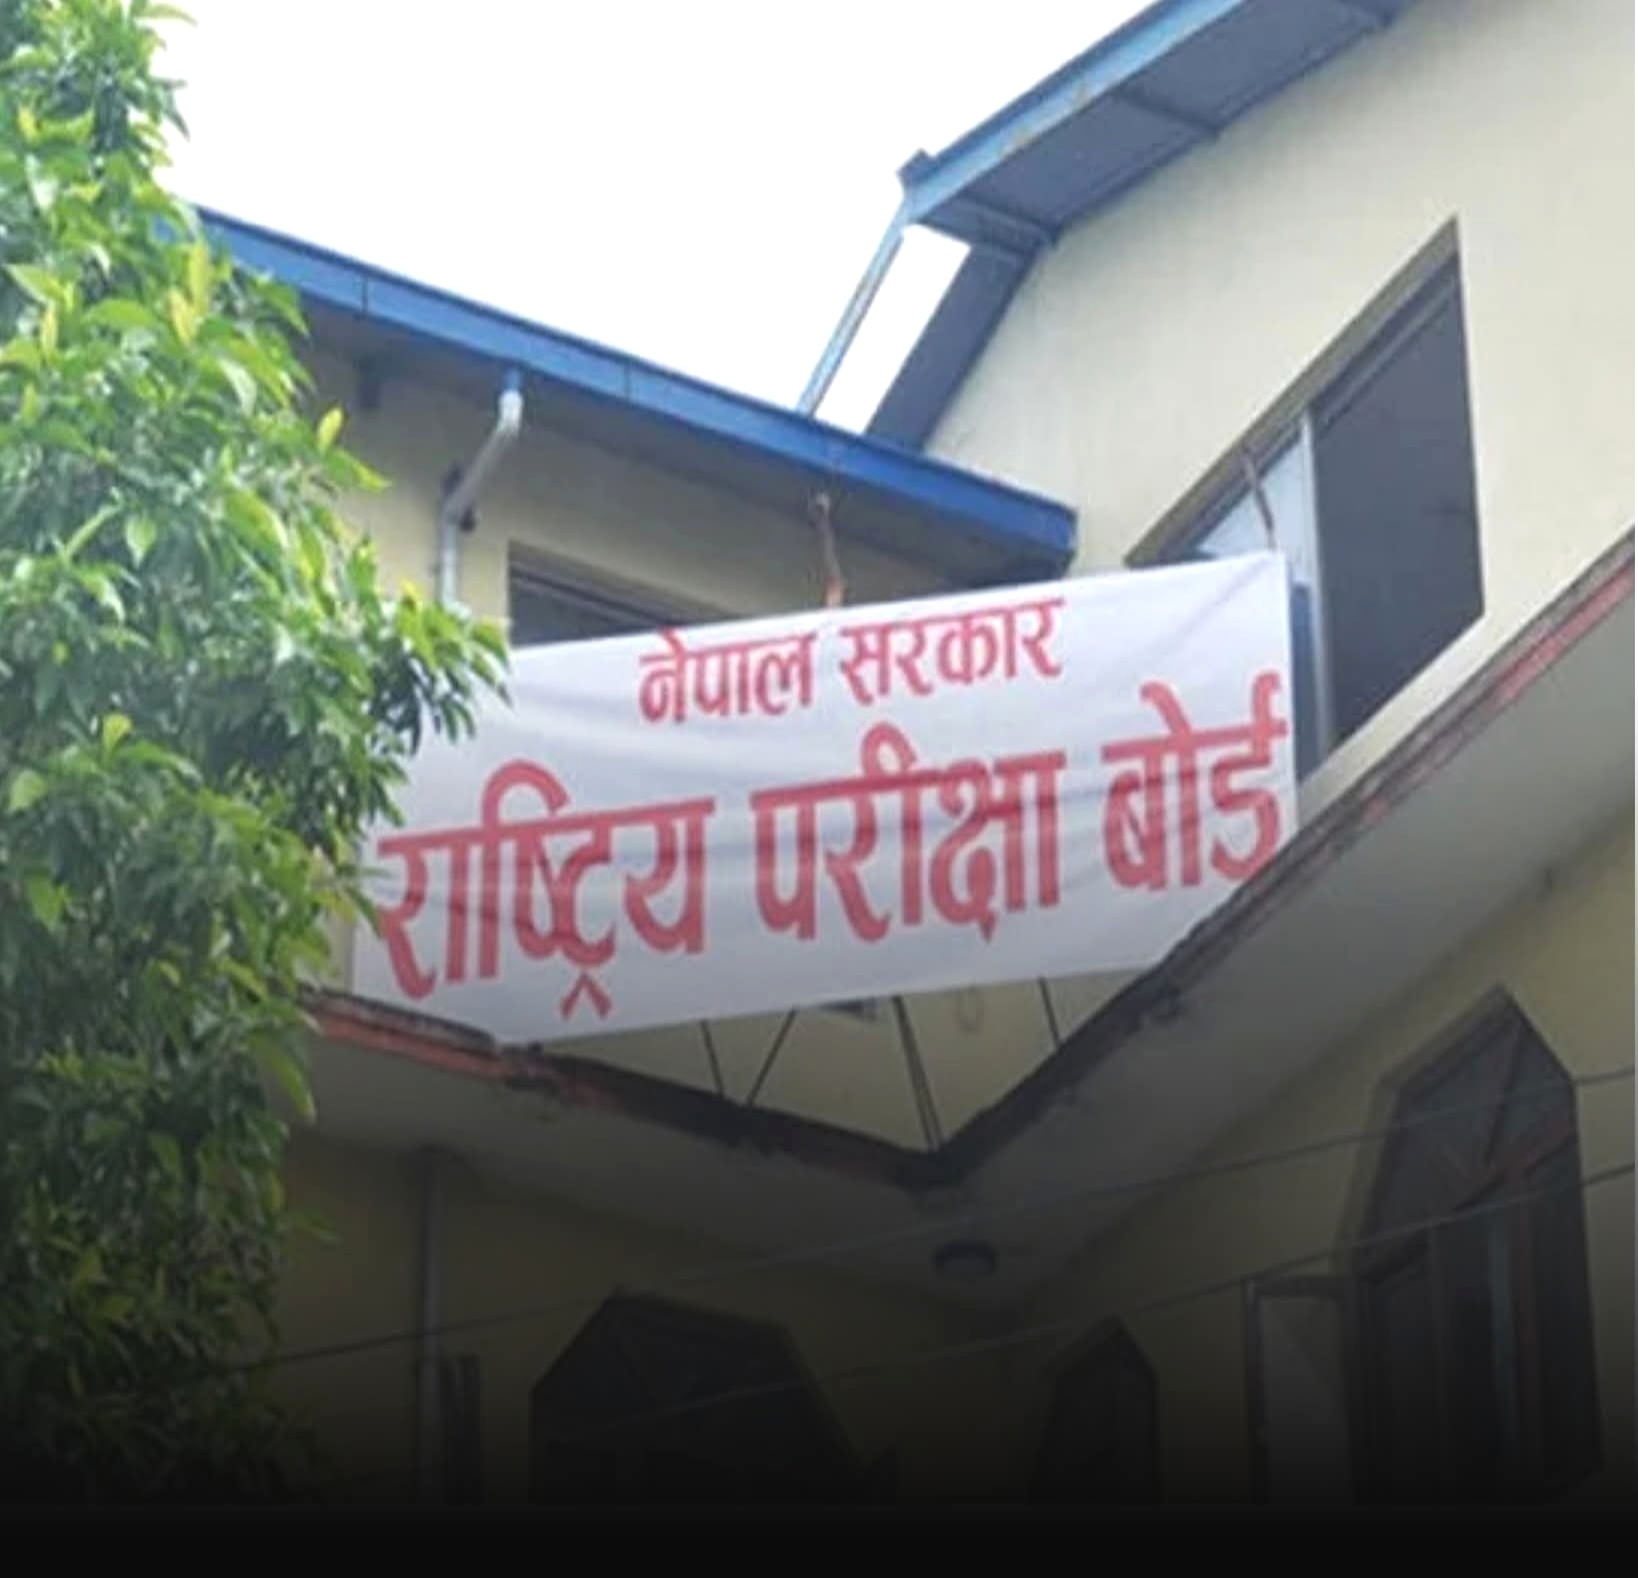 नेपाल सरकार
राष्ट्रिय परीक्षा बोर्ड